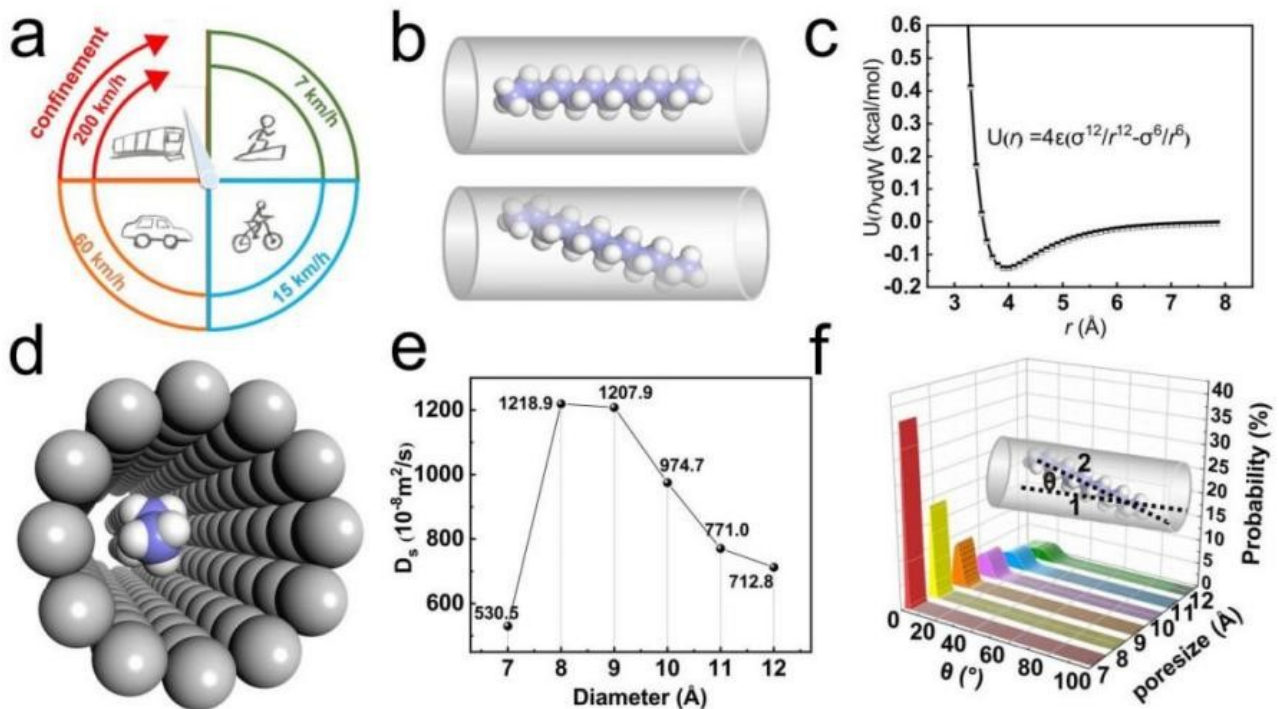 a
confinement
200 km/h
7 km/h
60 km/h
15 km/h
b
c
U(r)vdW (kcal/mol)
0.6
0.5
0.4
0.3
0.2
0.1
0.0
-0.1
-0.2
U(r) =4ε(σ¹²/r¹²-σ⁶/r⁶)
3 4 5 6 7 8
r (Å)
d
e
Dₛ (10⁻⁸m²/s)
1200
1000
800
600
530.5
1218.9
1207.9
974.7
771.0
712.8
7 8 9 10 11 12
Diameter (Å)
f
40
35
30
25
20
15
10
5
0
Probability (%)
2
θ
1
0 20 40 60 80 100
θ (°)
7 8 9 10 11 12
poresize (Å)